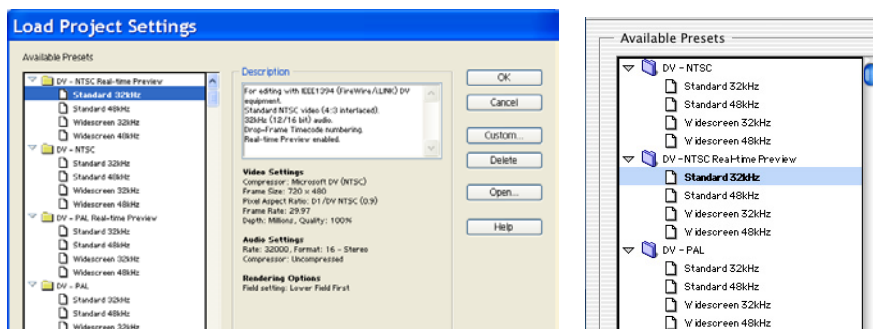 Load Project Settings
Available Presets
DV - NTSC Real-time Preview
Standard 32kHz
Standard 48kHz
Widescreen 32kHz
Widescreen 48kHz
DV - NTSC
Standard 32kHz
Standard 48kHz
Widescreen 32kHz
Widescreen 48kHz
DV - PAL Real-time Preview
Standard 32kHz
Standard 48kHz
Widescreen 32kHz
Widescreen 48kHz
DV - PAL
Standard 32kHz
Standard 48kHz
Widescreen 32kHz
Description
For editing with IEEE1394 (FireWire/i.LINK) DV
equipment.
Standard NTSC video (4:3 interlaced).
32kHz (12/16 bit) audio.
Drop-Frame Timecode numbering.
Real-time Preview enabled.
Video Settings
Compressor: Microsoft DV (NTSC)
Frame Size: 720 x 480
Pixel Aspect Ratio: D1/DV NTSC (0.9)
Frame Rate: 29.97
Depth: Millions, Quality: 100%
Audio Settings
Rate: 32000, Format: 16 - Stereo
Compressor: Uncompressed
Rendering Options
Field setting: Lower Field First
OK
Cancel
Custom...
Delete
Open...
Help
Available Presets
DV - NTSC
Standard 32kHz
Standard 48kHz
Widescreen 32kHz
Widescreen 48kHz
DV - NTSC Real-time Preview
Standard 32kHz
Standard 48kHz
Widescreen 32kHz
Widescreen 48kHz
DV - PAL
Standard 32kHz
Standard 48kHz
Widescreen 32kHz
Widescreen 48kHz